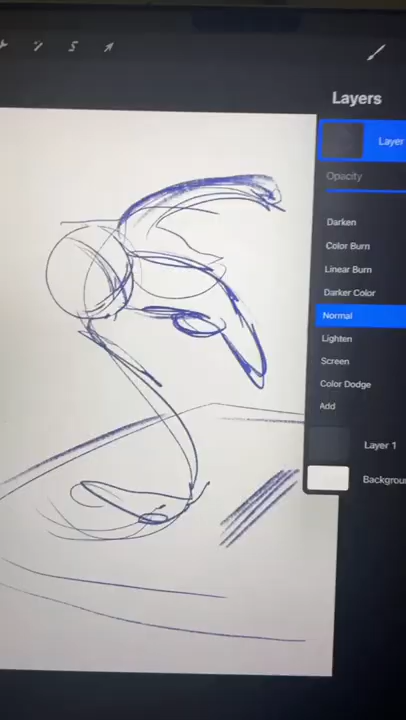 Layers
Layer
Opacity
Darken
Color Burn
Linear Burn
Darker Color
Normal
Lighten
Screen
Color Dodge
Add
Layer 1
Backgrou